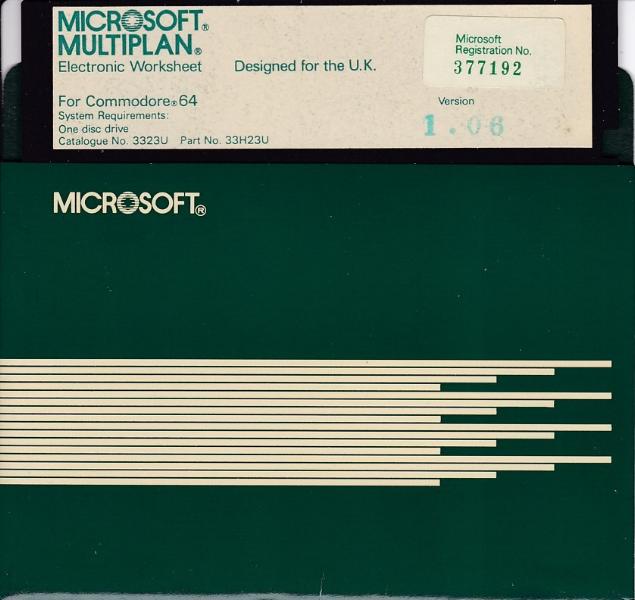 MICROSOFT®
MULTIPLAN®
Electronic Worksheet
Designed for the U.K.
Microsoft
Registration No.
377192
For Commodore®64
System Requirements:
One disc drive
Catalogue No. 3323U Part No. 33H23U
Version
1.06
MICROSOFT®